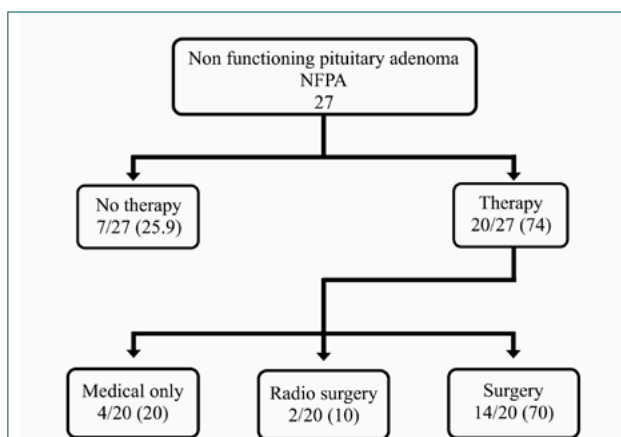 Non functioning pituitary adenoma
NFPA
27
No therapy
7/27 (25.9)
Therapy
20/27 (74)
Medical only
4/20 (20)
Radio surgery
2/20 (10)
Surgery
14/20 (70)